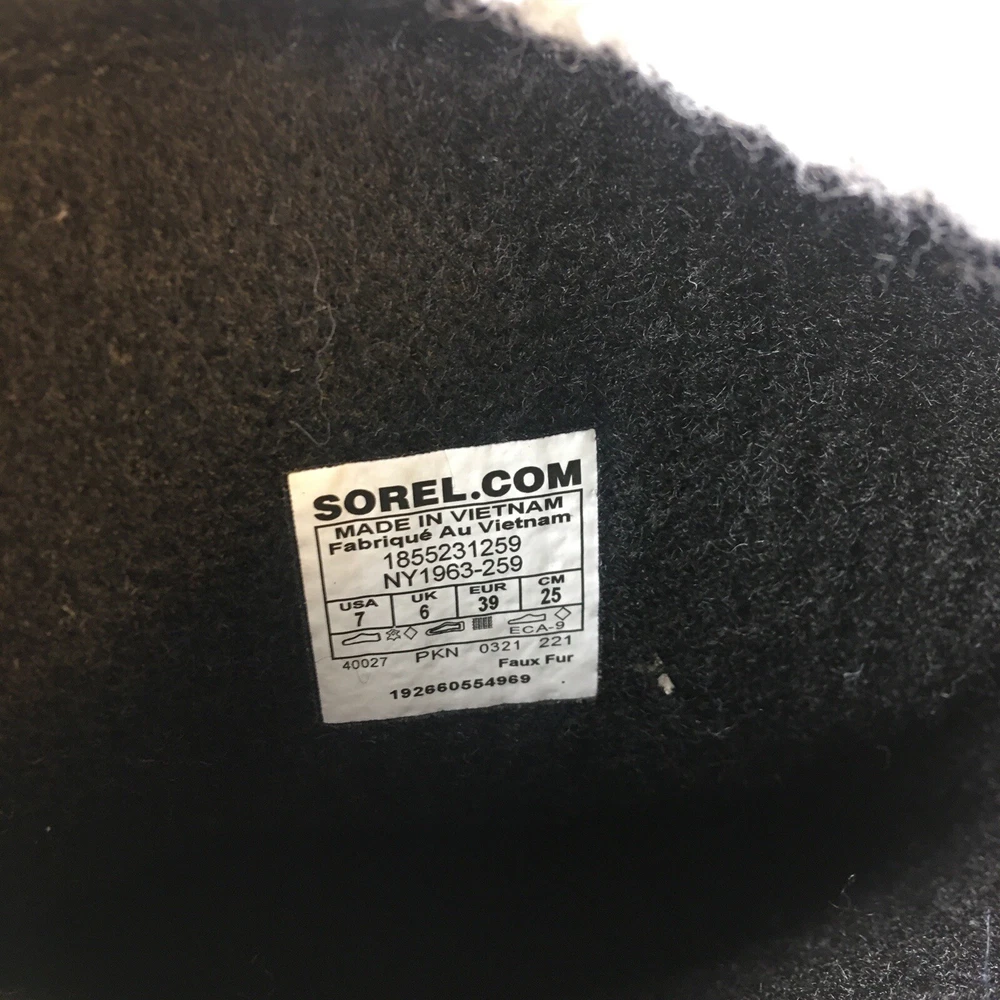 SOREL.COM
MADE IN VIETNAM
Fabriqué Au Vietnam
1855231259
NY1963-259
USA UK EUR CM
7 6 39 25
ECA-9
40027 PKN 0321 221
Faux Fur
192660554969